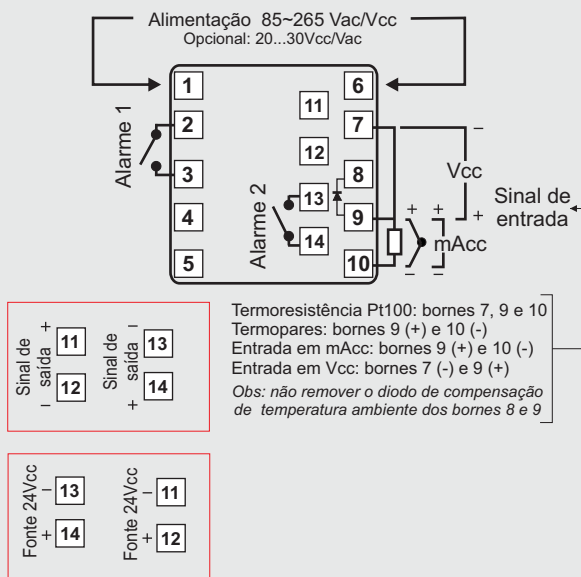 Alimentação 85~265 Vac/Vcc
Opcional: 20...30Vcc/Vac
1
6
2
7
11
Alarme 1
12
3
8
13
Alarme 2
4
9
14
5
10
−
Vcc
+
Sinal de
entrada
+ +
mAcc
− −
Sinal de
saída
+
11
12
−
Sinal de
saída
−
13
14
+
Termoresistência Pt100: bornes 7, 9 e 10
Termopares: bornes 9 (+) e 10 (-)
Entrada em mAcc: bornes 9 (+) e 10 (-)
Entrada em Vcc: bornes 7 (-) e 9 (+)
Obs: não remover o diodo de compensação
de temperatura ambiente dos bornes 8 e 9
Fonte 24Vcc
− 13
+ 14
Fonte 24Vcc
− 11
+ 12